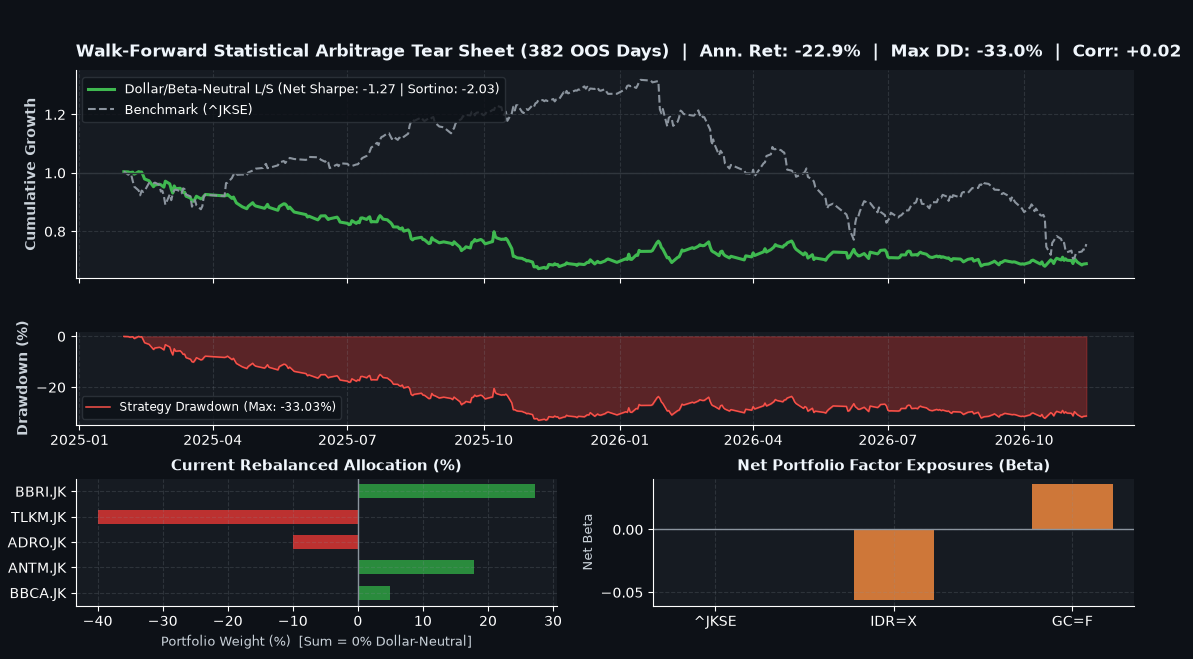 Walk-Forward Statistical Arbitrage Tear Sheet (382 OOS Days)  |  Ann. Ret: -22.9%  |  Max DD: -33.0%  |  Corr: +0.02
Dollar/Beta-Neutral L/S (Net Sharpe: -1.27 | Sortino: -2.03)
Benchmark (^JKSE)
Cumulative Growth
1.2
1.0
0.8
Drawdown (%)
0
−20
Strategy Drawdown (Max: -33.03%)
2025-01 2025-04 2025-07 2025-10 2026-01 2026-04 2026-07 2026-10
Current Rebalanced Allocation (%)
BBRI.JK
TLKM.JK
ADRO.JK
ANTM.JK
BBCA.JK
−40 −30 −20 −10 0 10 20 30
Portfolio Weight (%)  [Sum = 0% Dollar-Neutral]
Net Portfolio Factor Exposures (Beta)
Net Beta
0.00
−0.05
^JKSE IDR=X GC=F